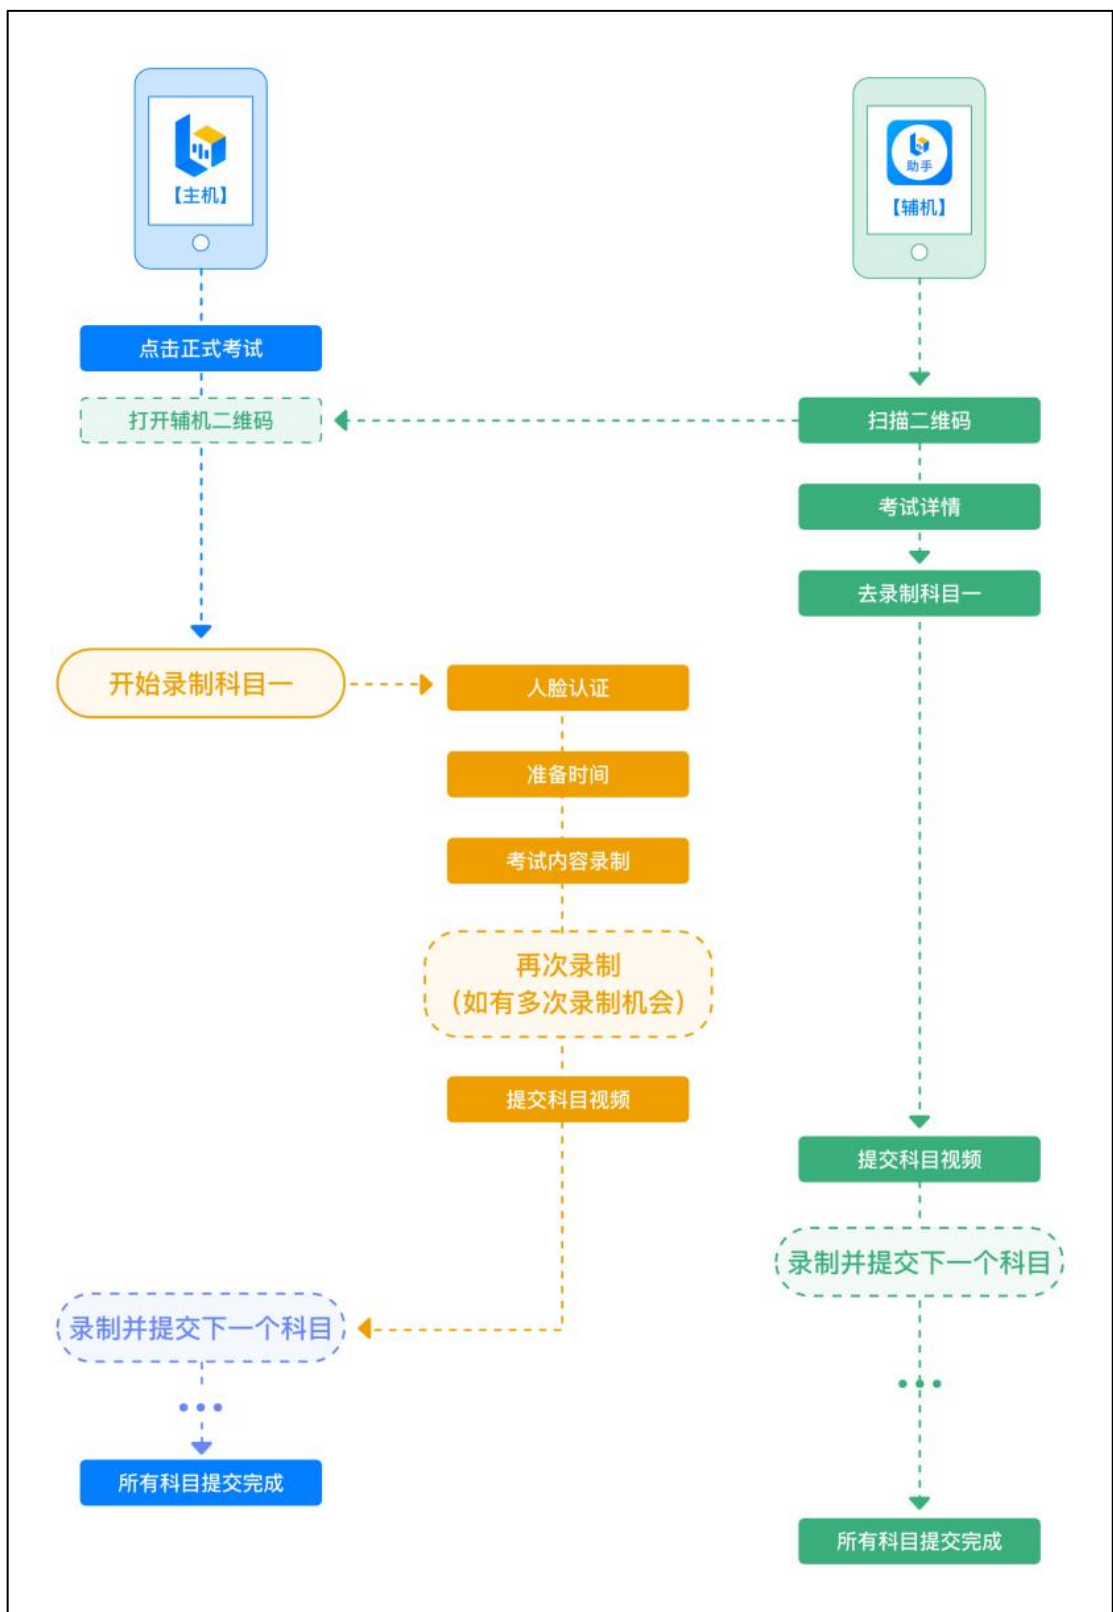 【主机】
助手
【辅机】
点击正式考试
打开辅机二维码
扫描二维码
考试详情
去录制科目一
开始录制科目一
人脸认证
准备时间
考试内容录制
再次录制
（如有多次录制机会）
提交科目视频
提交科目视频
录制并提交下一个科目
录制并提交下一个科目
所有科目提交完成
所有科目提交完成